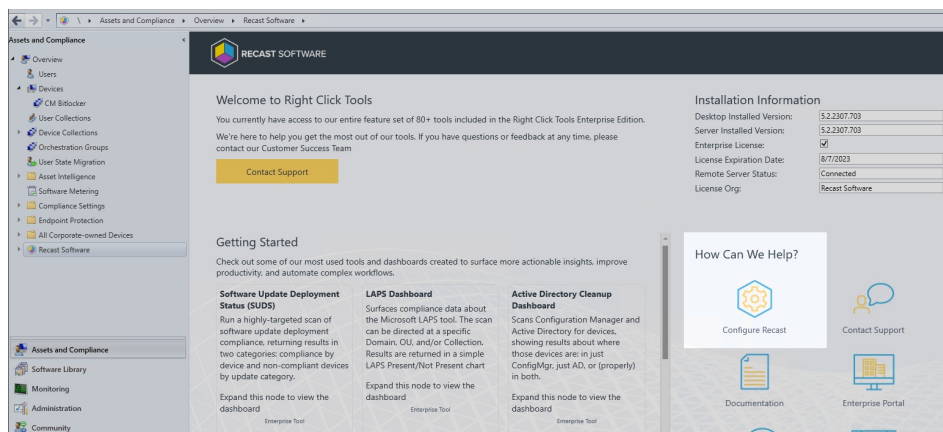 \ ▸ Assets and Compliance ▸ Overview ▸ Recast Software ▸
Assets and Compliance
Overview
Users
Devices
CM Bitlocker
User Collections
Device Collections
Orchestration Groups
User State Migration
Asset Intelligence
Software Metering
Compliance Settings
Endpoint Protection
All Corporate-owned Devices
Recast Software
Assets and Compliance
Software Library
Monitoring
Administration
Community
RECAST SOFTWARE
Welcome to Right Click Tools
You currently have access to our entire feature set of 80+ tools included in the Right Click Tools Enterprise Edition.
We're here to help you get the most out of our tools. If you have questions or feedback at any time, please
contact our Customer Success Team
Contact Support
Installation Information
Desktop Installed Version: 5.2.2307.703
Server Installed Version: 5.2.2307.703
Enterprise License:
License Expiration Date: 8/7/2023
Remote Server Status: Connected
License Org: Recast Software
Getting Started
Check out some of our most used tools and dashboards created to surface more actionable insights, improve
productivity, and automate complex workflows.
Software Update Deployment
Status (SUDS)
Run a highly-targeted scan of
software update deployment
compliance, returning results in
two categories: compliance by
device and non-compliant devices
by update category.
Expand this node to view the
dashboard
Enterprise Tool
LAPS Dashboard
Surfaces compliance data about
the Microsoft LAPS tool. The scan
can be directed at a specific
Domain, OU, and/or Collection.
Results are returned in a simple
LAPS Present/Not Present chart
Expand this node to view the
dashboard
Enterprise Tool
Active Directory Cleanup
Dashboard
Scans Configuration Manager and
Active Directory for devices,
showing results about where
those devices are: in just
ConfigMgr, just AD, or (properly)
in both.
Expand this node to view the
dashboard
Enterprise Tool
How Can We Help?
Configure Recast
Contact Support
Documentation
Enterprise Portal